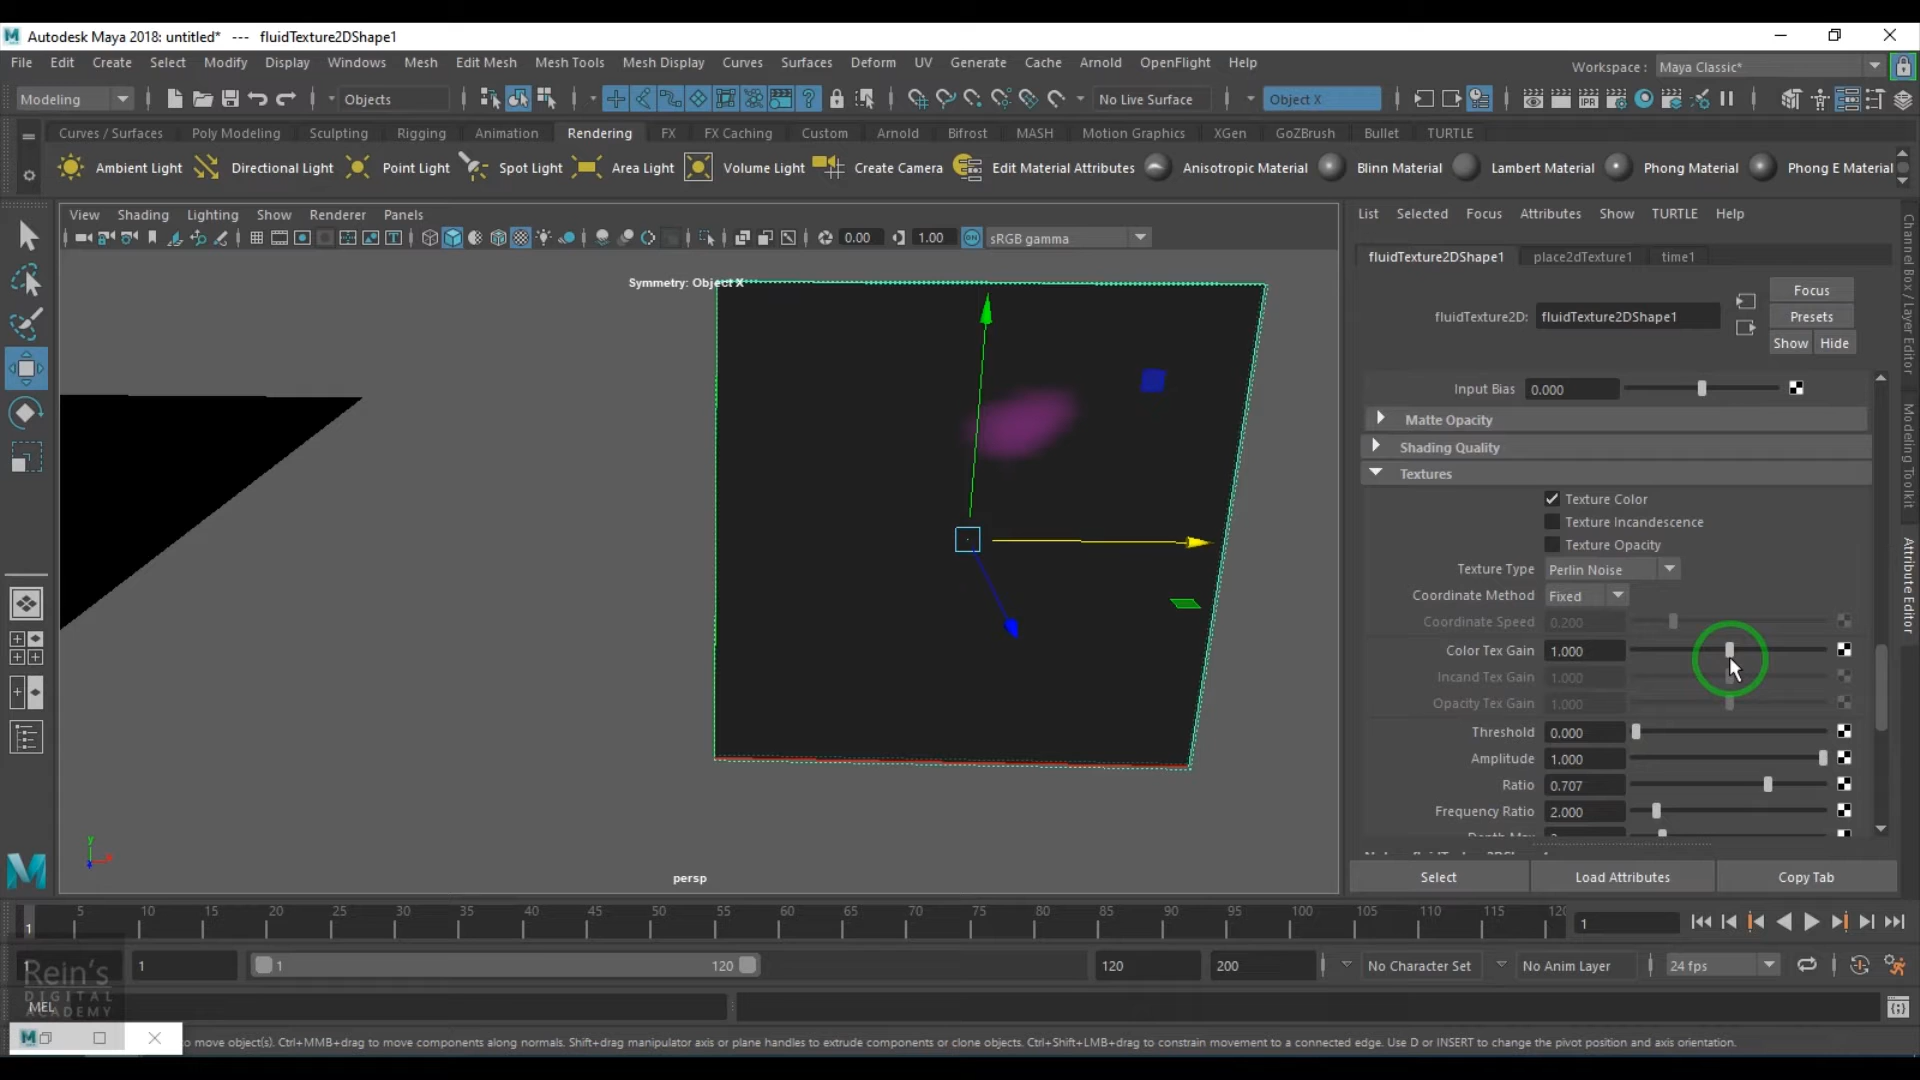 Autodesk Maya 2018: untitled* --- fluidTexture2DShape1
File Edit Create Select Modify Display Windows Mesh Edit Mesh Mesh Tools Mesh Display Curves Surfaces Deform UV Generate Cache Arnold OpenFlight Help
Workspace : Maya Classic*
Modeling Objects No Live Surface Object X
Curves / Surfaces Poly Modeling Sculpting Rigging Animation Rendering FX FX Caching Custom Arnold Bifrost MASH Motion Graphics XGen GoZBrush Bullet TURTLE
Ambient Light Directional Light Point Light Spot Light Area Light Volume Light Create Camera Edit Material Attributes Anisotropic Material Blinn Material Lambert Material Phong Material Phong E Material
View Shading Lighting Show Renderer Panels
0.00 1.00 ON sRGB gamma
Symmetry: Object X
y
persp
List Selected Focus Attributes Show TURTLE Help
fluidTexture2DShape1 place2dTexture1 time1
Focus
fluidTexture2D: fluidTexture2DShape1
Presets
Show Hide
Input Bias 0.000
Matte Opacity
Shading Quality
Textures
Texture Color
Texture Incandescence
Texture Opacity
Texture Type Perlin Noise
Coordinate Method Fixed
Coordinate Speed 0.200
Color Tex Gain 1.000
Incand Tex Gain 1.000
Opacity Tex Gain 1.000
Threshold 0.000
Amplitude 1.000
Ratio 0.707
Frequency Ratio 2.000
Select Load Attributes Copy Tab
Channel Box / Layer Editor
Modeling Toolkit
Attribute Editor
5 10 15 20 25 30 35 40 45 50 55 60 65 70 75 80 85 90 95 100 105 110 115 120
1
1
1 1 1 120 120 200 No Character Set No Anim Layer 24 fps
Rein's
DIGITAL
ACADEMY
MEL
to move object(s). Ctrl+MMB+drag to move components along normals. Shift+drag manipulator axis or plane handles to extrude components or clone objects. Ctrl+Shift+LMB+drag to constrain movement to a connected edge. Use D or INSERT to change the pivot position and axis orientation.